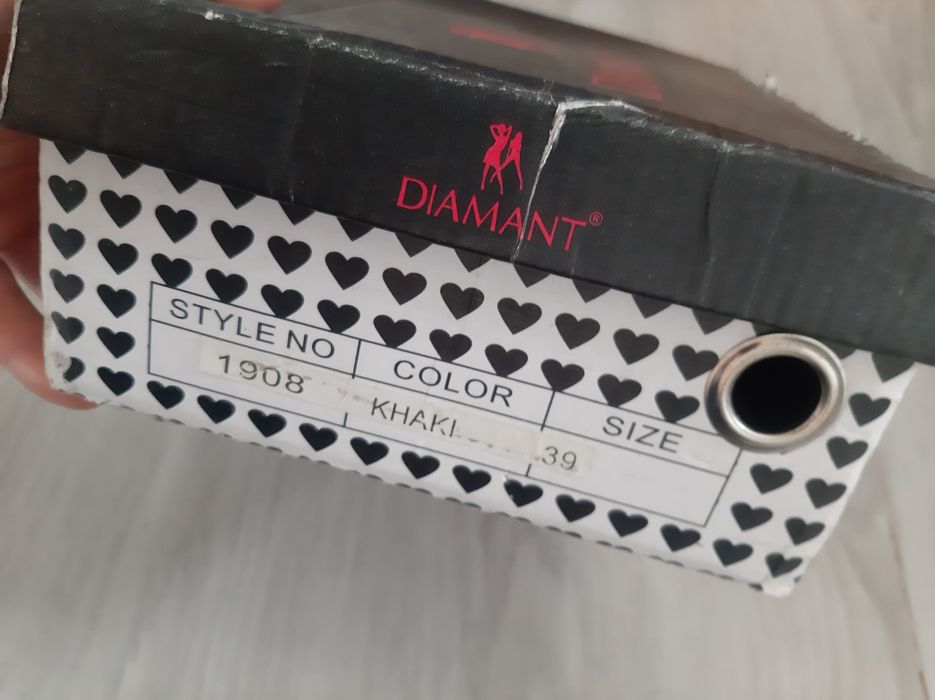 DIAMANT®
STYLE NO COLOR SIZE
1908 KHAKI 39